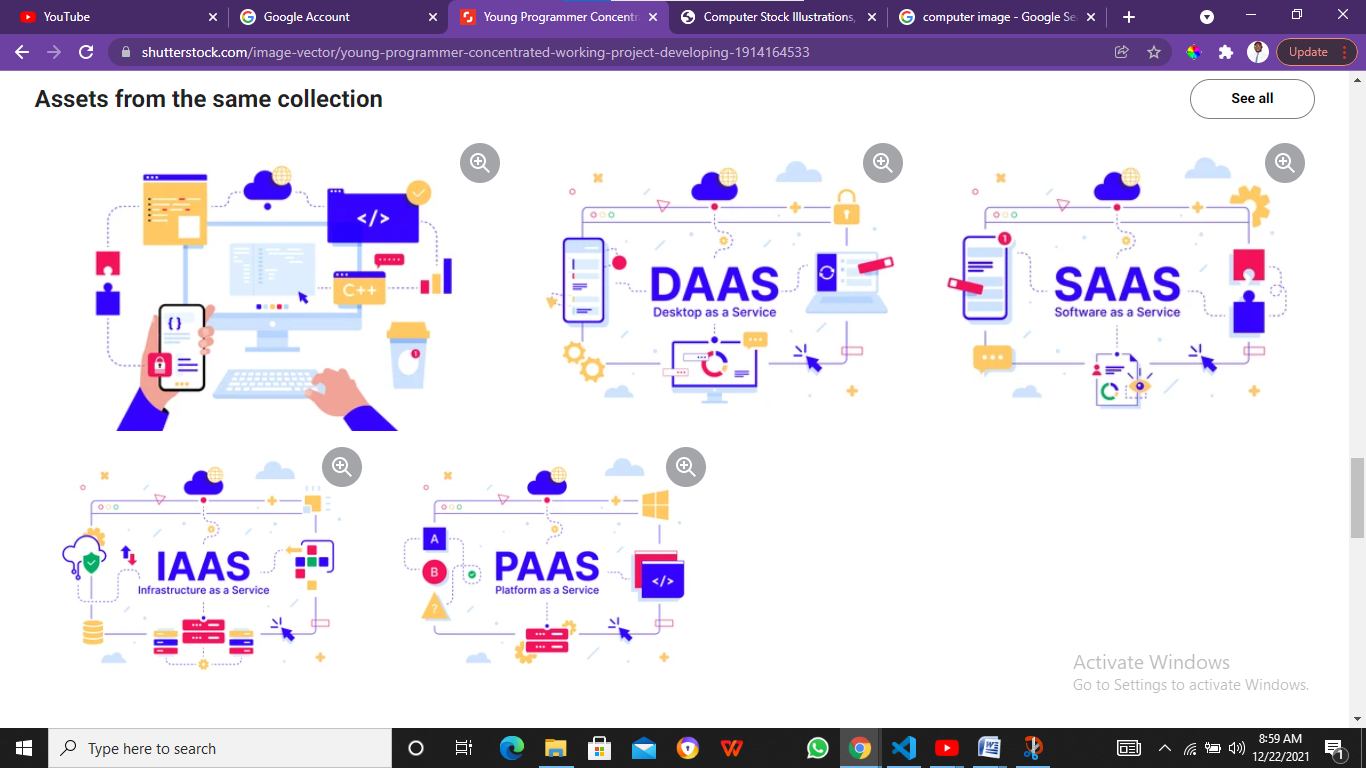 YouTube
Google Account
Young Programmer Concentr
Computer Stock Illustrations,
computer image - Google Se
shutterstock.com/image-vector/young-programmer-concentrated-working-project-developing-1914164533
Update
Assets from the same collection
See all
</>
C++
{}
1
DAAS
Desktop as a Service
1
SAAS
Software as a Service
IAAS
Infrastructure as a Service
A
B
?
PAAS
Platform as a Service
</>
Activate Windows
Go to Settings to activate Windows.
Type here to search
W
W
8:59 AM
12/22/2021
1